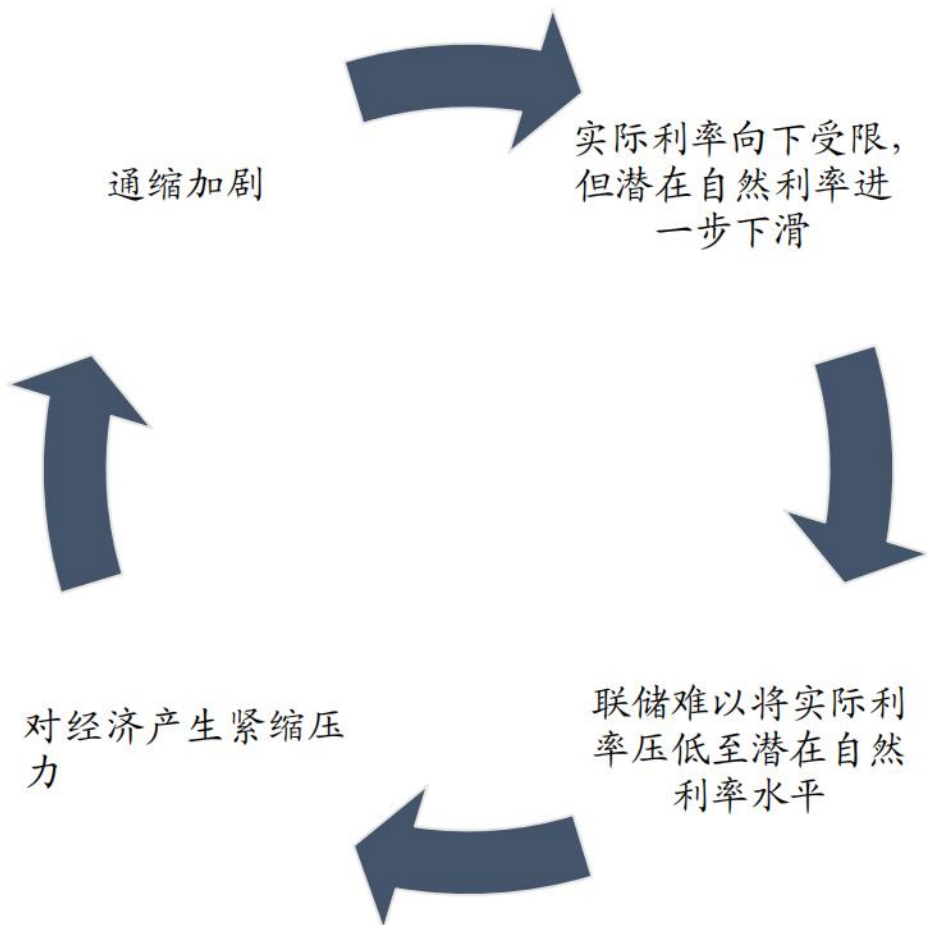 通缩加剧
实际利率向下受限，
但潜在自然利率进
一步下滑
联储难以将实际利
率压低至潜在自然
利率水平
对经济产生紧缩压
力